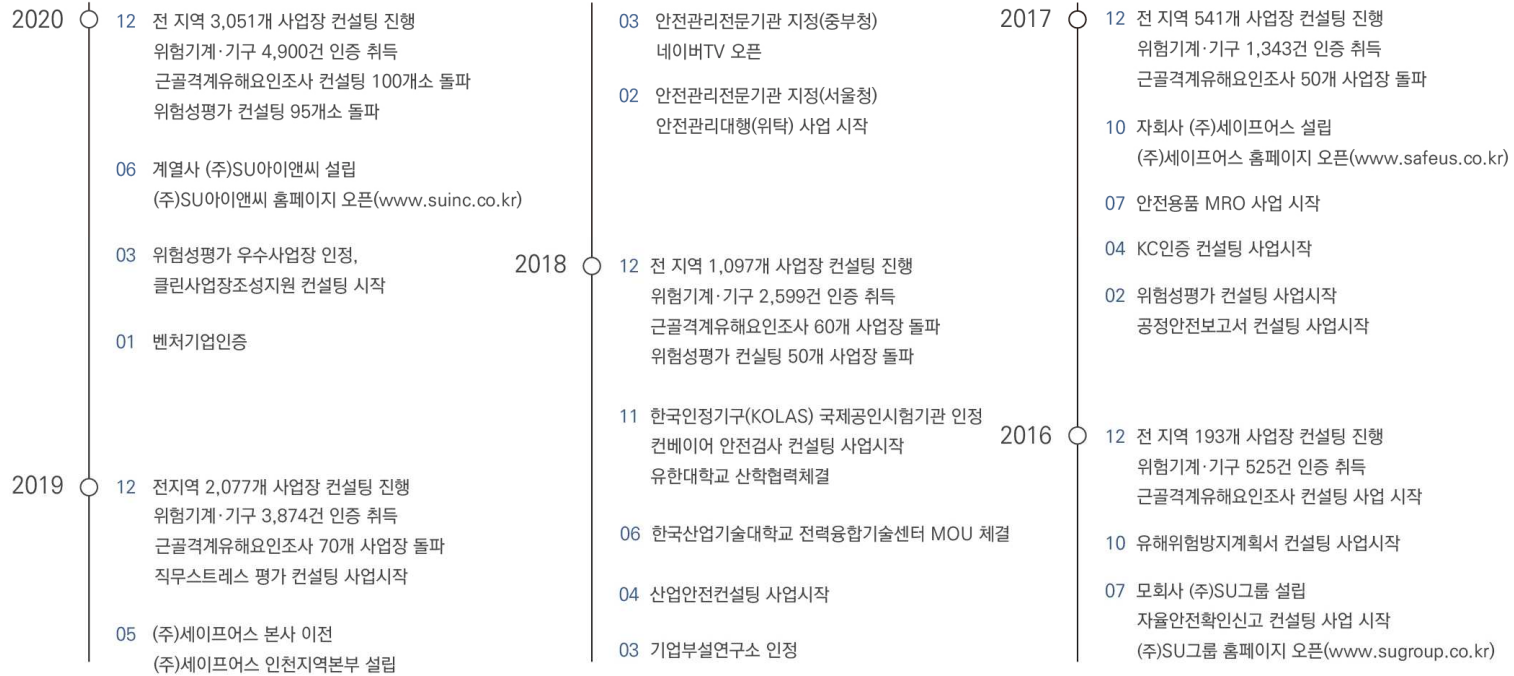 2020
12 전 지역 3,051개 사업장 컨설팅 진행
위험기계·기구 4,900건 인증 취득
근골격계유해요인조사 컨설팅 100개소 돌파
위험성평가 컨설팅 95개소 돌파
06 계열사 (주)SU아이앤씨 설립
(주)SU아이앤씨 홈페이지 오픈(www.suinc.co.kr)
03 위험성평가 우수사업장 인정,
클린사업장조성지원 컨설팅 시작
01 벤처기업인증
2019
12 전지역 2,077개 사업장 컨설팅 진행
위험기계·기구 3,874건 인증 취득
근골격계유해요인조사 70개 사업장 돌파
직무스트레스 평가 컨설팅 사업시작
05 (주)세이프어스 본사 이전
(주)세이프어스 인천지역본부 설립
03 안전관리전문기관 지정(중부청)
네이버TV 오픈
02 안전관리전문기관 지정(서울청)
안전관리대행(위탁) 사업 시작
2018
12 전 지역 1,097개 사업장 컨설팅 진행
위험기계·기구 2,599건 인증 취득
근골격계유해요인조사 60개 사업장 돌파
위험성평가 컨실팅 50개 사업장 돌파
11 한국인정기구(KOLAS) 국제공인시험기관 인정
컨베이어 안전검사 컨설팅 사업시작
유한대학교 산학협력체결
06 한국산업기술대학교 전력융합기술센터 MOU 체결
04 산업안전컨설팅 사업시작
03 기업부설연구소 인정
2017
12 전 지역 541개 사업장 컨설팅 진행
위험기계·기구 1,343건 인증 취득
근골격계유해요인조사 50개 사업장 돌파
10 자회사 (주)세이프어스 설립
(주)세이프어스 홈페이지 오픈(www.safeus.co.kr)
07 안전용품 MRO 사업 시작
04 KC인증 컨설팅 사업시작
02 위험성평가 컨설팅 사업시작
공정안전보고서 컨설팅 사업시작
2016
12 전 지역 193개 사업장 컨설팅 진행
위험기계·기구 525건 인증 취득
근골격계유해요인조사 컨설팅 사업 시작
10 유해위험방지계획서 컨설팅 사업시작
07 모회사 (주)SU그룹 설립
자율안전확인신고 컨설팅 사업 시작
(주)SU그룹 홈페이지 오픈(www.sugroup.co.kr)